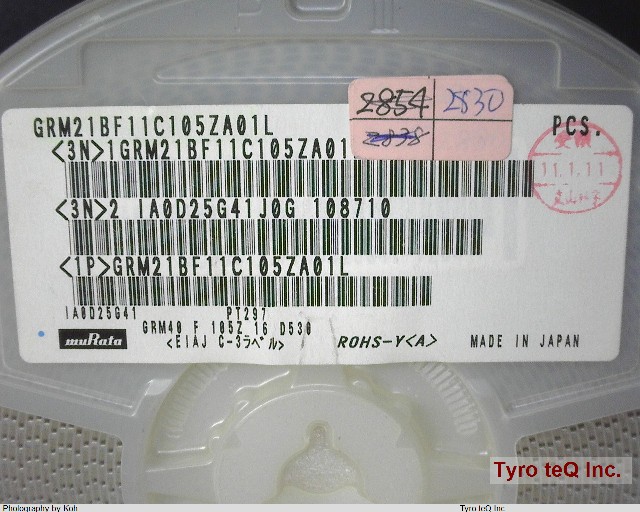 2854 2830
2838
GRM21BF11C105ZA01L PCS.
<3N>1GRM21BF11C105ZA01
11.1.11
<3N>2 IA0D25G41J0G 108710
<1P>GRM21BF11C105ZA01L
IA0D25G41 PT297
GRM40 F 105Z 16 D530
muRata <EIAJ C-3ラベル> ROHS-Y<A> MADE IN JAPAN
Tyro teQ Inc.
Photography by Koh Tyro teQ Inc